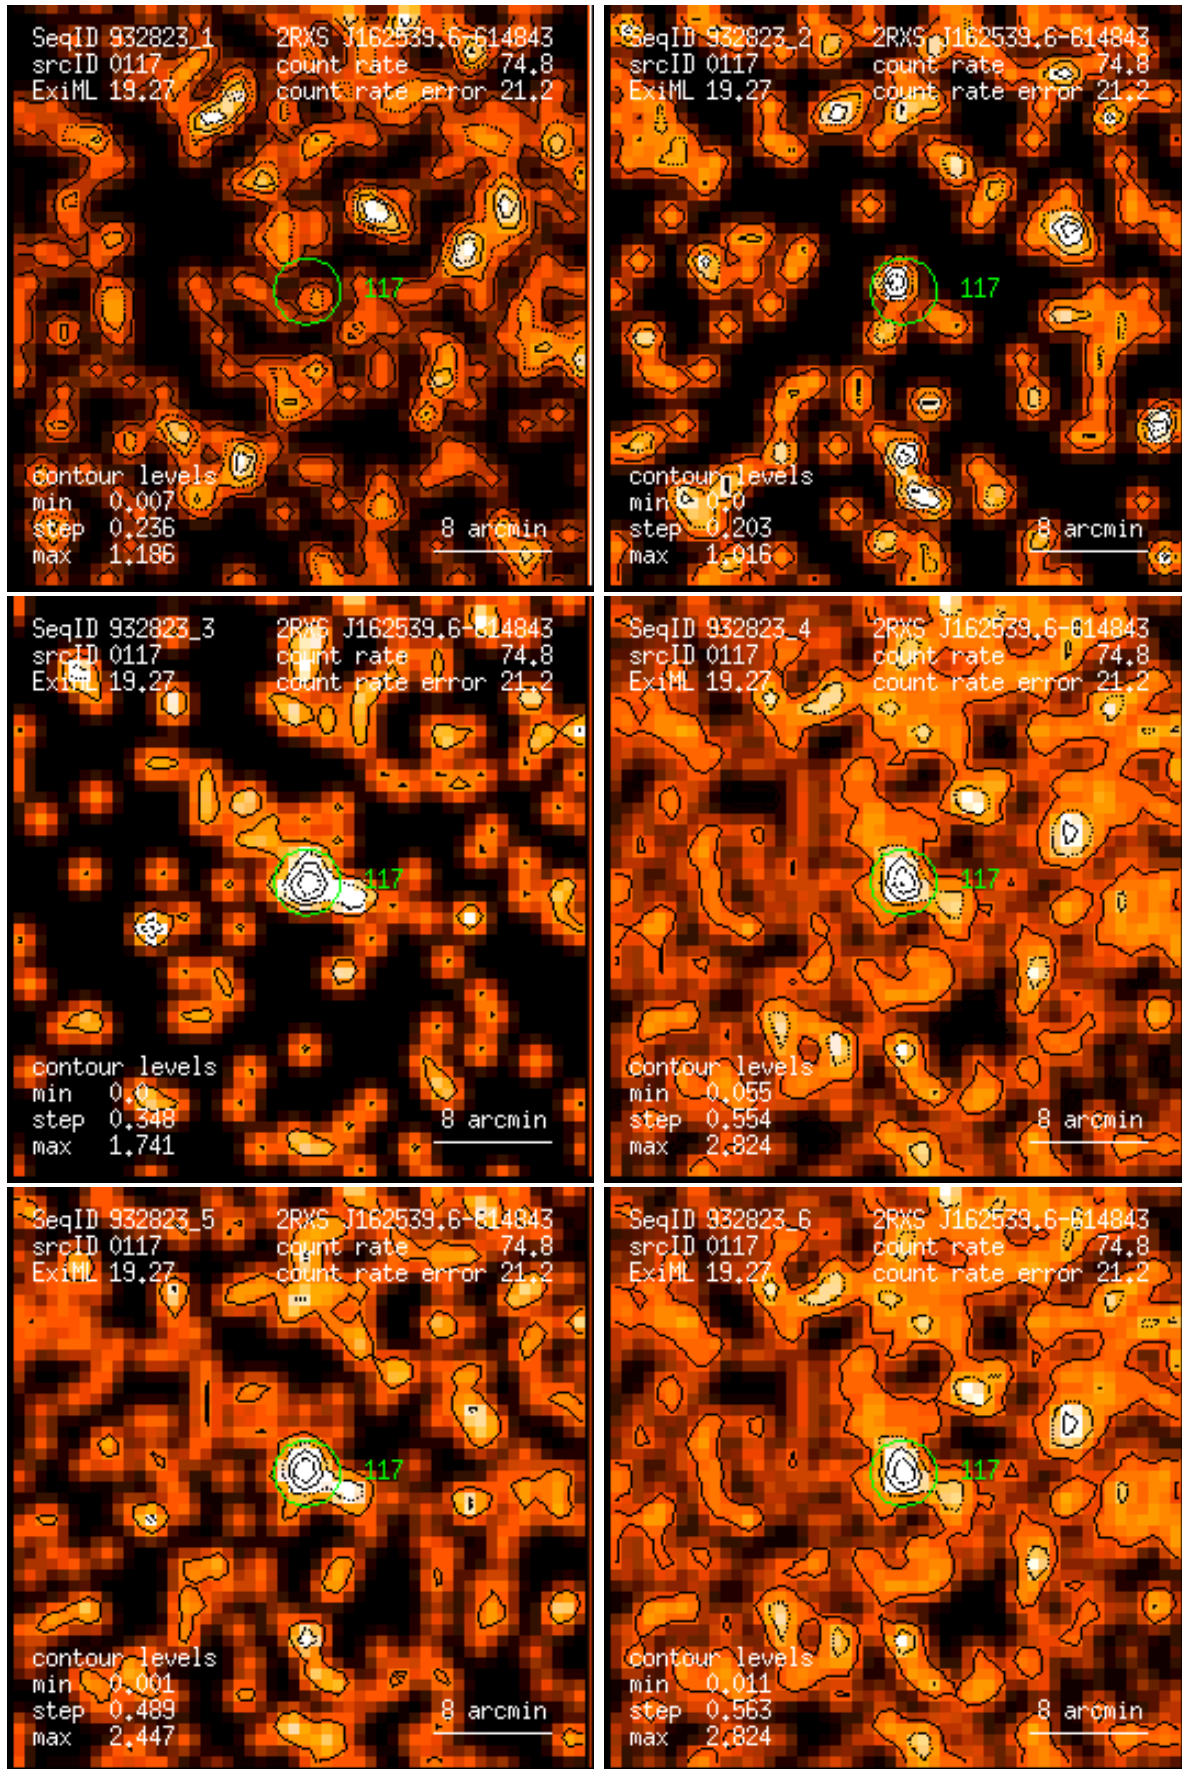 SeqID 932823_1 2RXS J162539.6-614843
srcID 0117 count rate 74.8
ExiML 19.27 count rate error 21.2
117
contour levels
min 0.007
step 0.236 8 arcmin
max 1.186
SeqID 932823_2 2RXS J162539.6-614843
srcID 0117 count rate 74.8
ExiML 19.27 count rate error 21.2
117
contour levels
min 0.0
step 0.203 8 arcmin
max 1.016
SeqID 932823_3 2RXS J162539.6-614843
srcID 0117 count rate 74.8
ExiML 19.27 count rate error 21.2
117
contour levels
min 0.0
step 0.348 8 arcmin
max 1.741
SeqID 932823_4 2RXS J162539.6-614843
srcID 0117 count rate 74.8
ExiML 19.27 count rate error 21.2
117
contour levels
min 0.055
step 0.554 8 arcmin
max 2.824
SeqID 932823_5 2RXS J162539.6-614843
srcID 0117 count rate 74.8
ExiML 19.27 count rate error 21.2
117
contour levels
min 0.001
step 0.489 8 arcmin
max 2.447
SeqID 932823_6 2RXS J162539.6-614843
srcID 0117 count rate 74.8
ExiML 19.27 count rate error 21.2
117
contour levels
min 0.011
step 0.563 8 arcmin
max 2.824